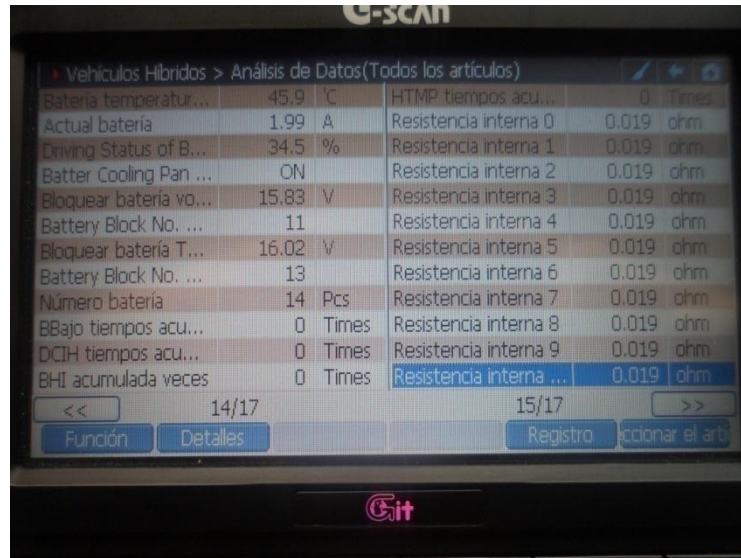 G-SCAN
Vehículos Híbridos > Análisis de Datos(Todos los artículos)
Batería temperatur... 45.9 ℃ HTMP tiempos acu... 0 Times
Actual batería 1.99 A Resistencia interna 0 0.019 ohm
Driving Status of B... 34.5 % Resistencia interna 1 0.019 ohm
Batter Cooling Pan ... ON Resistencia interna 2 0.019 ohm
Bloquear batería vo... 15.83 V Resistencia interna 3 0.019 ohm
Battery Block No. ... 11 Resistencia interna 4 0.019 ohm
Bloquear batería T... 16.02 V Resistencia interna 5 0.019 ohm
Battery Block No. ... 13 Resistencia interna 6 0.019 ohm
Número batería 14 Pcs Resistencia interna 7 0.019 ohm
BBajo tiempos acu... 0 Times Resistencia interna 8 0.019 ohm
DCIH tiempos acu... 0 Times Resistencia interna 9 0.019 ohm
BHI acumulada veces 0 Times Resistencia interna ... 0.019 ohm
<< 14/17 15/17 >>
Función Detalles Registro eccionar el artí
Git